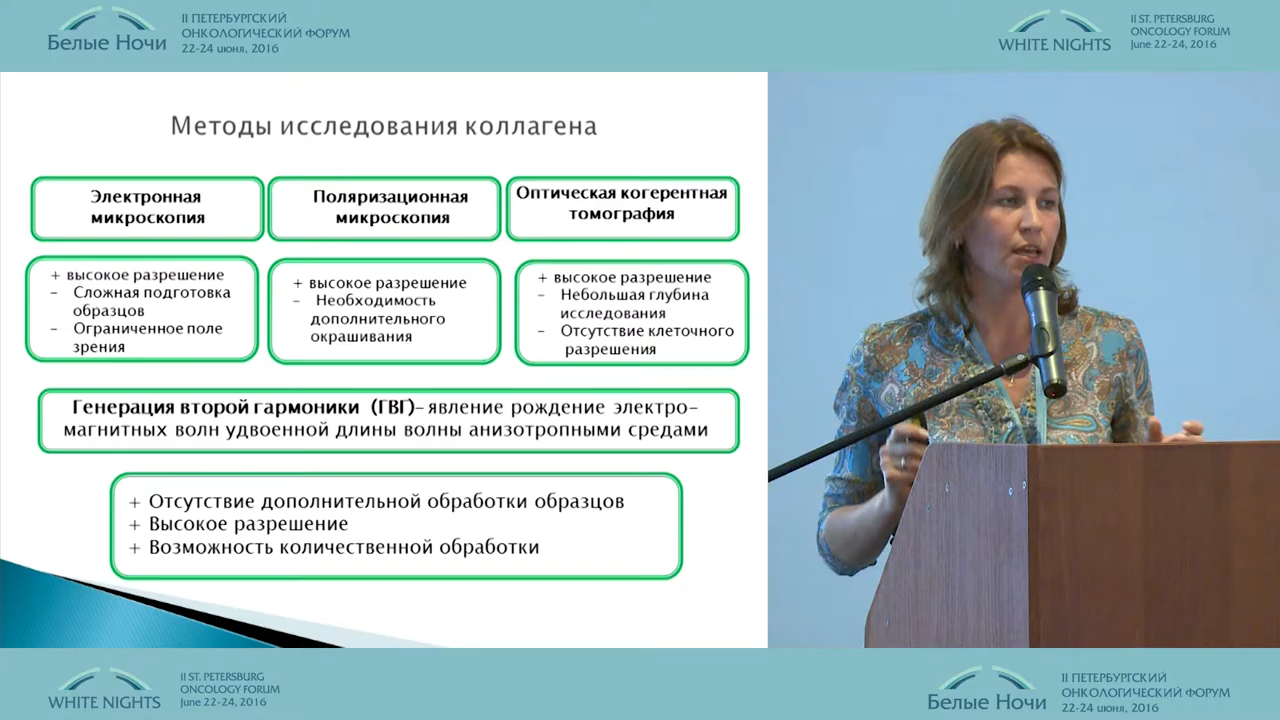 Белые Ночи
II ПЕТЕРБУРГСКИЙ
ОНКОЛОГИЧЕСКИЙ ФОРУМ
22-24 июня, 2016
WHITE NIGHTS
II ST. PETERSBURG
ONCOLOGY FORUM
June 22-24, 2016
Методы исследования коллагена
Электронная
микроскопия
Поляризационная
микроскопия
Оптическая когерентная
томография
+ высокое разрешение
– Сложная подготовка
образцов
– Ограниченное поле
зрения
+ высокое разрешение
– Необходимость
дополнительного
окрашивания
+ высокое разрешение
– Небольшая глубина
исследования
– Отсутствие клеточного
разрешения
Генерация второй гармоники (ГВГ)– явление рождение электро–
магнитных волн удвоенной длины волны анизотропными средами
+ Отсутствие дополнительной обработки образцов
+ Высокое разрешение
+ Возможность количественной обработки
WHITE NIGHTS
II ST. PETERSBURG
ONCOLOGY FORUM
June 22-24, 2016
Белые Ночи
II ПЕТЕРБУРГСКИЙ
ОНКОЛОГИЧЕСКИЙ ФОРУМ
22-24 июня, 2016